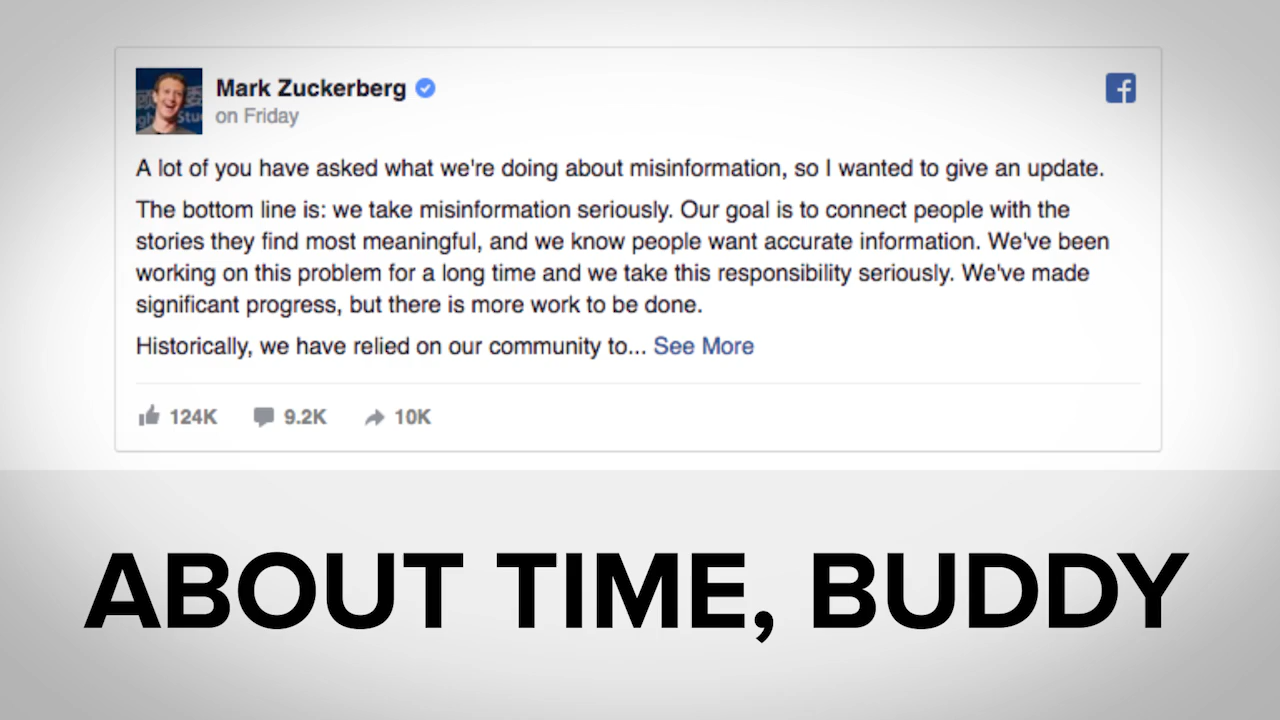 Mark Zuckerberg
on Friday
A lot of you have asked what we're doing about misinformation, so I wanted to give an update.
The bottom line is: we take misinformation seriously. Our goal is to connect people with the
stories they find most meaningful, and we know people want accurate information. We've been
working on this problem for a long time and we take this responsibility seriously. We've made
significant progress, but there is more work to be done.
Historically, we have relied on our community to... See More
124K 9.2K 10K
ABOUT TIME, BUDDY